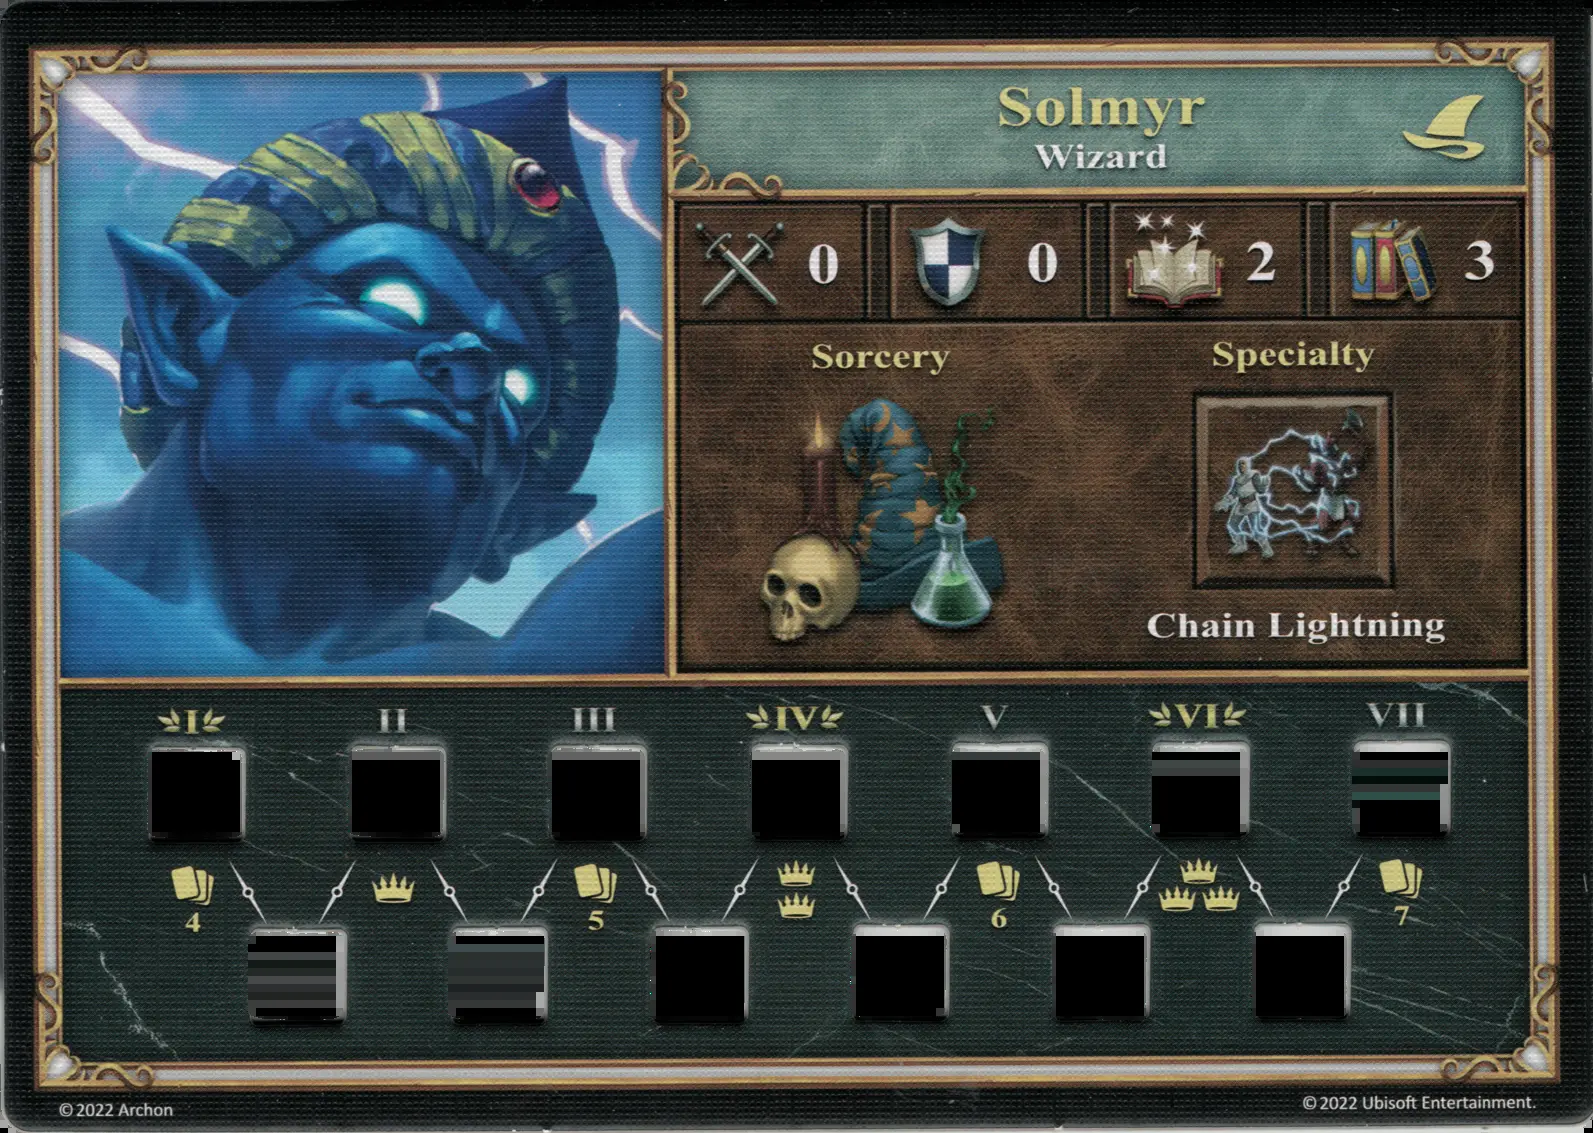 Solmyr
Wizard
0 0 2 3
Sorcery Specialty
Chain Lightning
I II III IV V VI VII
4 5 6 7
© 2022 Archon © 2022 Ubisoft Entertainment.